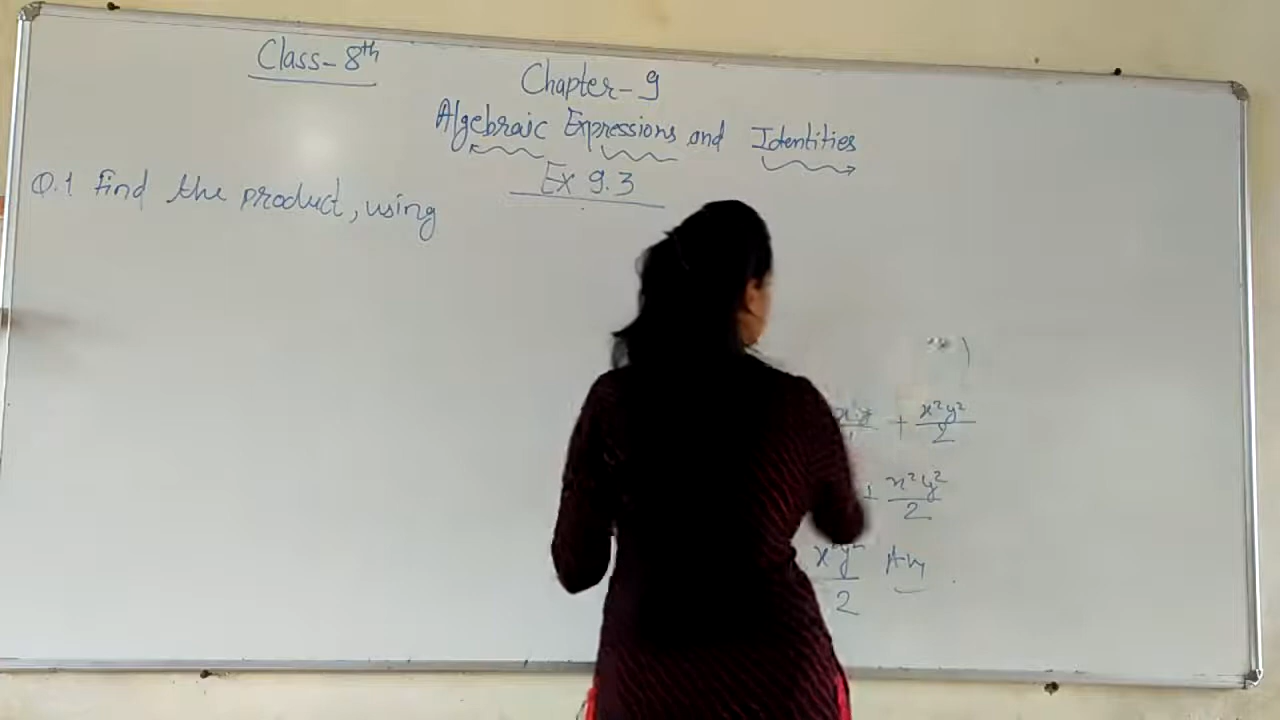 Class-8th
Chapter-9
Algebraic Expressions and Identities
Ex 9.3
Q.1 Find the product, using
+ x²y²/2
x²y²/2
x²y²/2 Ans